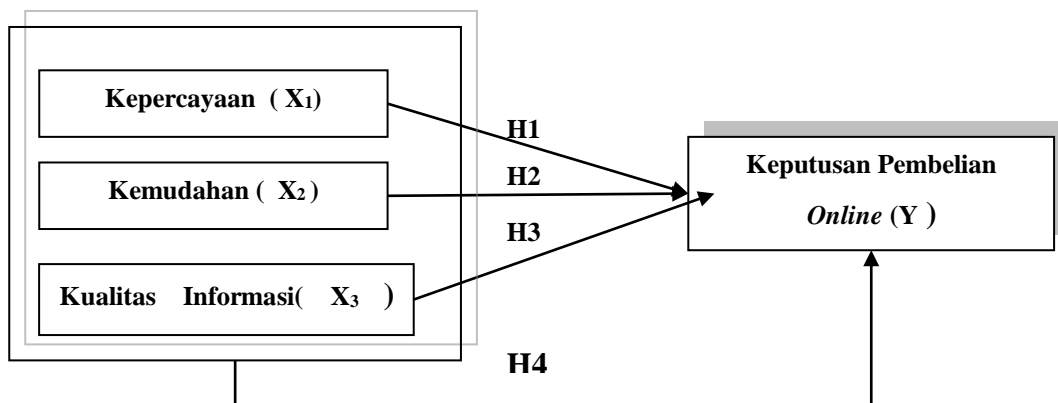 Kepercayaan ( X₁)
H1
Kemudahan ( X₂ )
H2
Kualitas Informasi( X₃ )
H3
Keputusan Pembelian
Online (Y )
H4